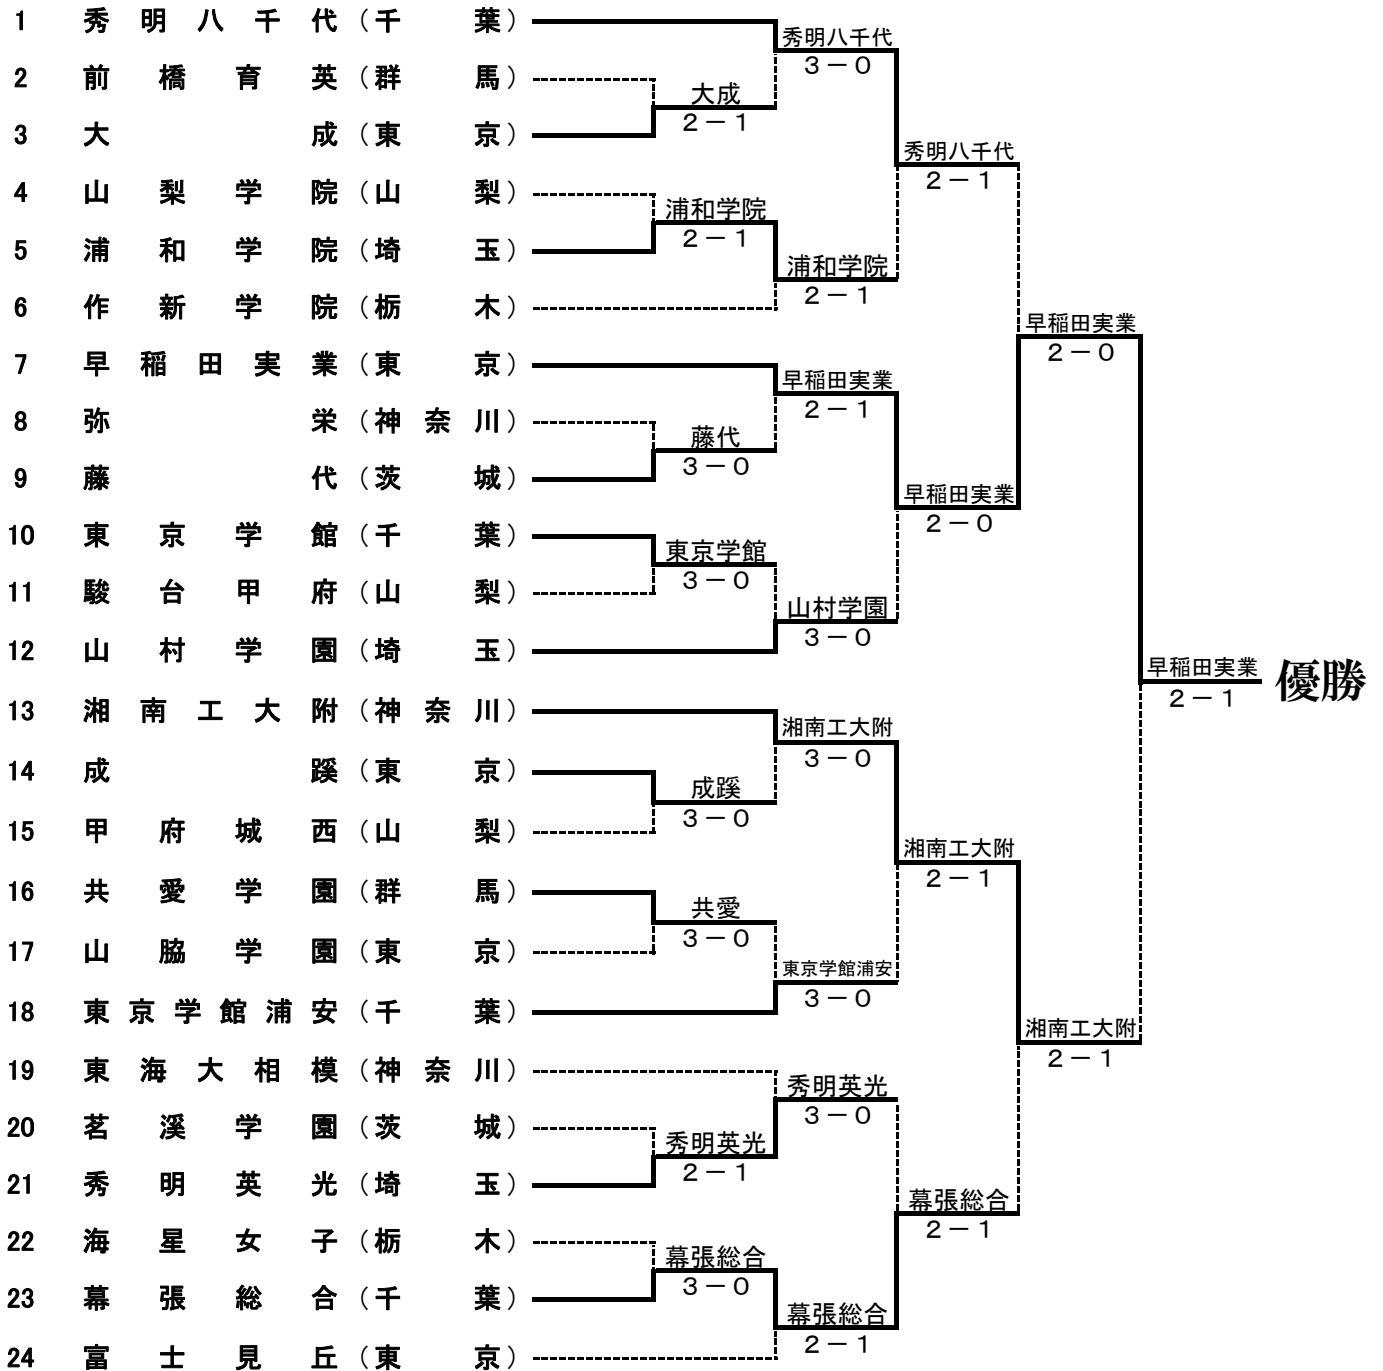 1 秀明八千代（千葉）
2 前橋育英（群馬）
3 大成（東京）
4 山梨学院（山梨）
5 浦和学院（埼玉）
6 作新学院（栃木）
7 早稲田実業（東京）
8 弥栄（神奈川）
9 藤代（茨城）
10 東京学館（千葉）
11 駿台甲府（山梨）
12 山村学園（埼玉）
13 湘南工大附（神奈川）
14 成蹊（東京）
15 甲府城西（山梨）
16 共愛学園（群馬）
17 山脇学園（東京）
18 東京学館浦安（千葉）
19 東海大相模（神奈川）
20 茗溪学園（茨城）
21 秀明英光（埼玉）
22 海星女子（栃木）
23 幕張総合（千葉）
24 富士見丘（東京）
大成
2－1
浦和学院
2－1
藤代
3－0
東京学館
3－0
成蹊
3－0
共愛
3－0
秀明英光
2－1
幕張総合
3－0
秀明八千代
3－0
浦和学院
2－1
早稲田実業
2－1
山村学園
3－0
湘南工大附
3－0
東京学館浦安
3－0
秀明英光
3－0
幕張総合
2－1
秀明八千代
2－1
早稲田実業
2－0
湘南工大附
2－1
幕張総合
2－1
早稲田実業
2－0
湘南工大附
2－1
早稲田実業
2－1
優勝